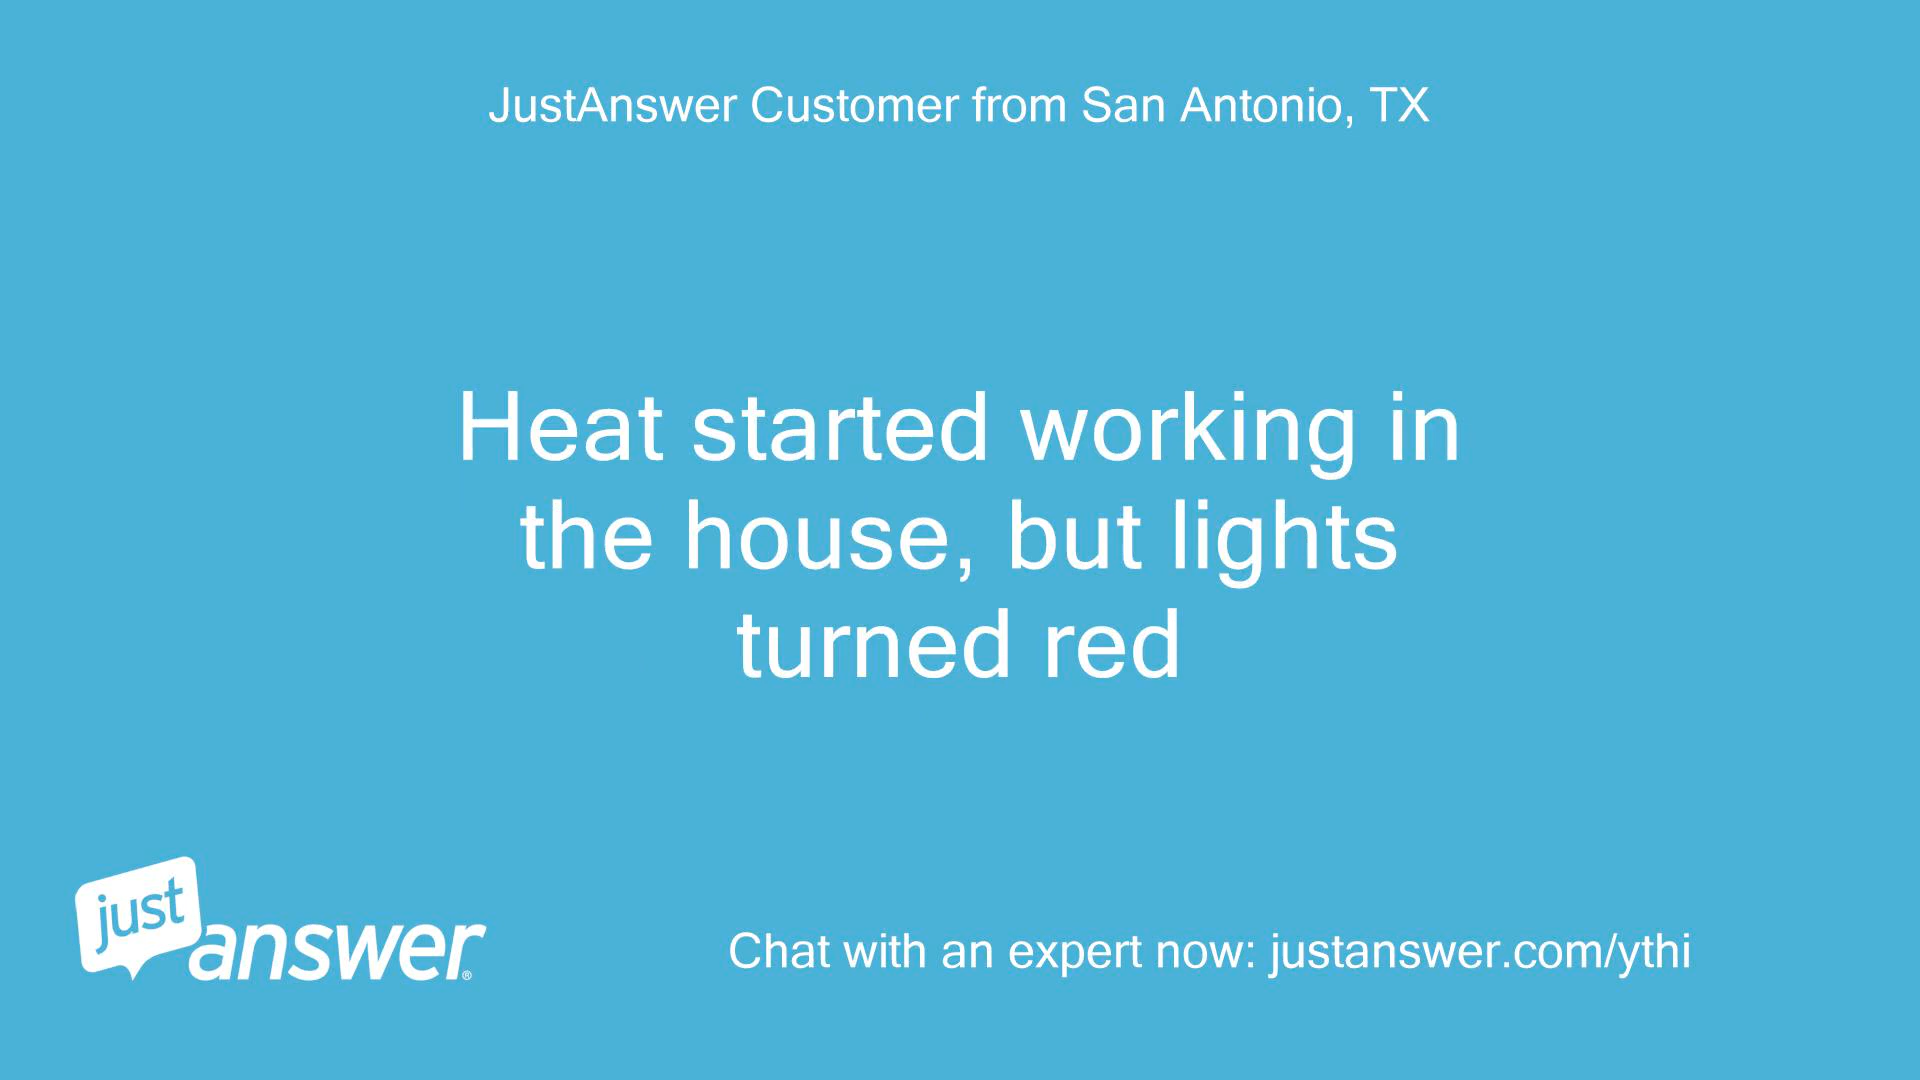 JustAnswer Customer from San Antonio, TX
Heat started working in
the house, but lights
turned red
just
answer®
Chat with an expert now: justanswer.com/ythi